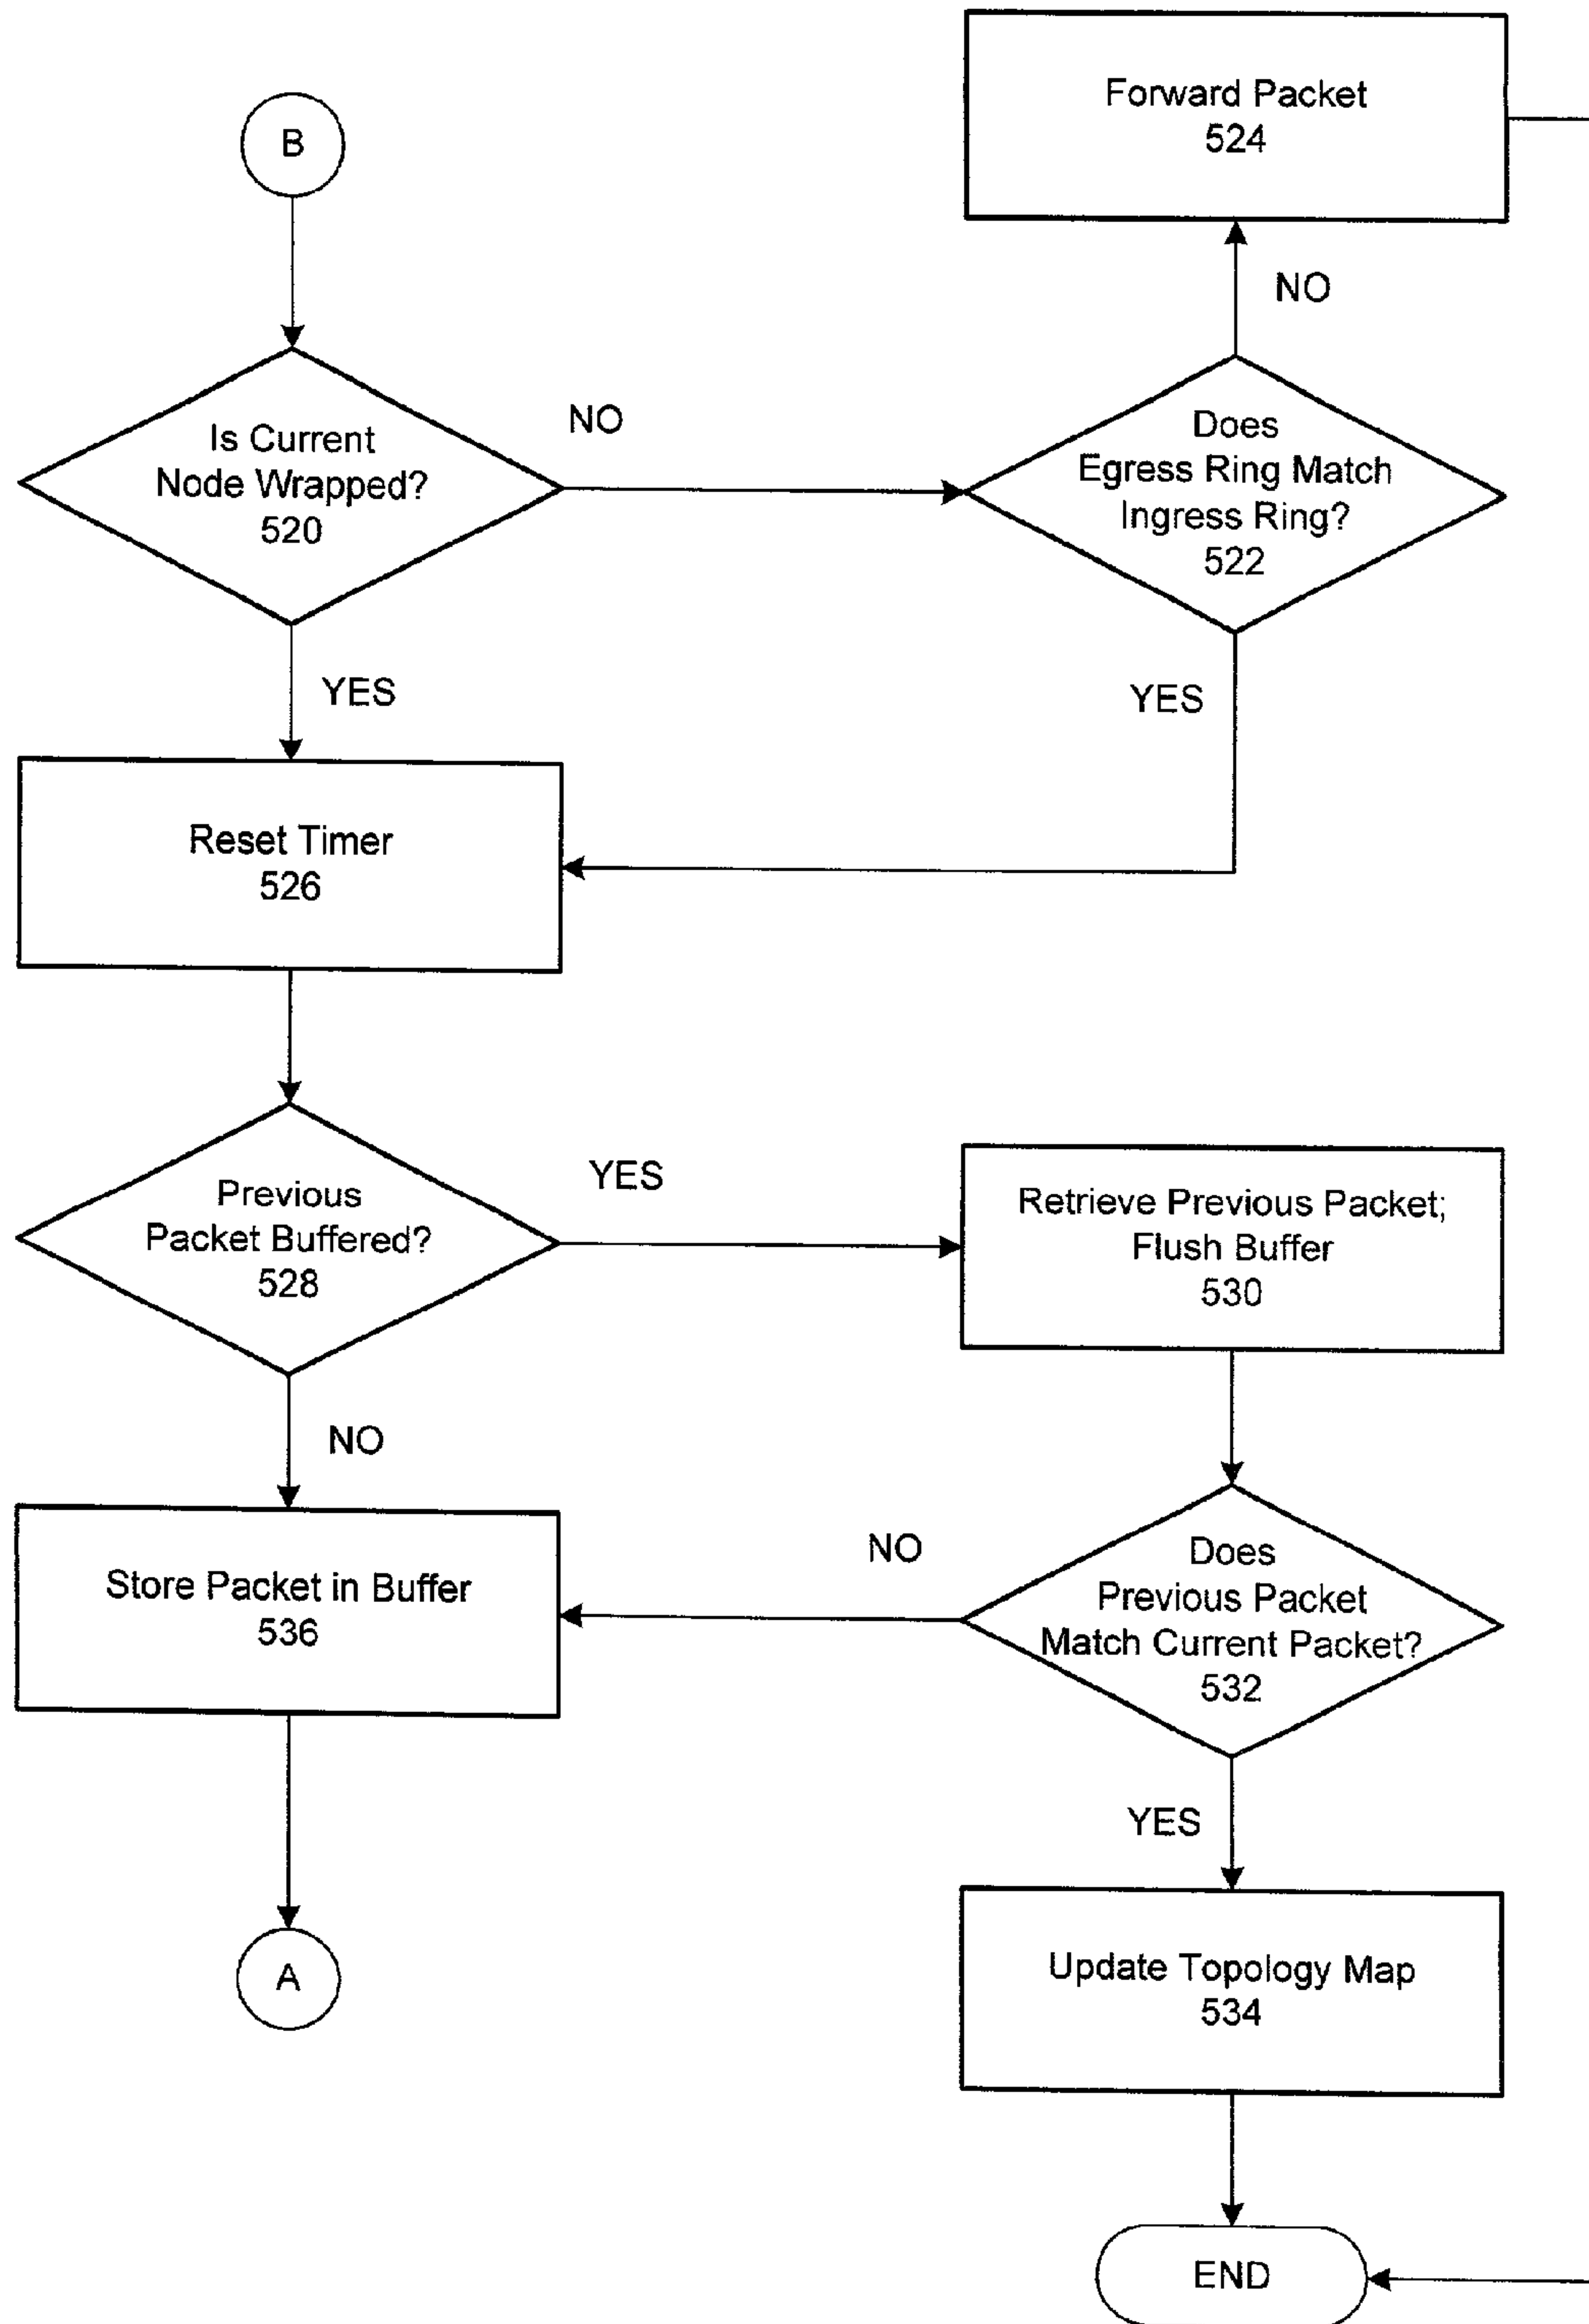 Forward Packet
524
B
NO
Is Current
Node Wrapped?
520
NO
Does
Egress Ring Match
Ingress Ring?
522
YES
YES
Reset Timer
526
Previous
Packet Buffered?
528
YES
Retrieve Previous Packet;
Flush Buffer
530
NO
Store Packet in Buffer
536
NO
Does
Previous Packet
Match Current Packet?
532
YES
A
Update Topology Map
534
END